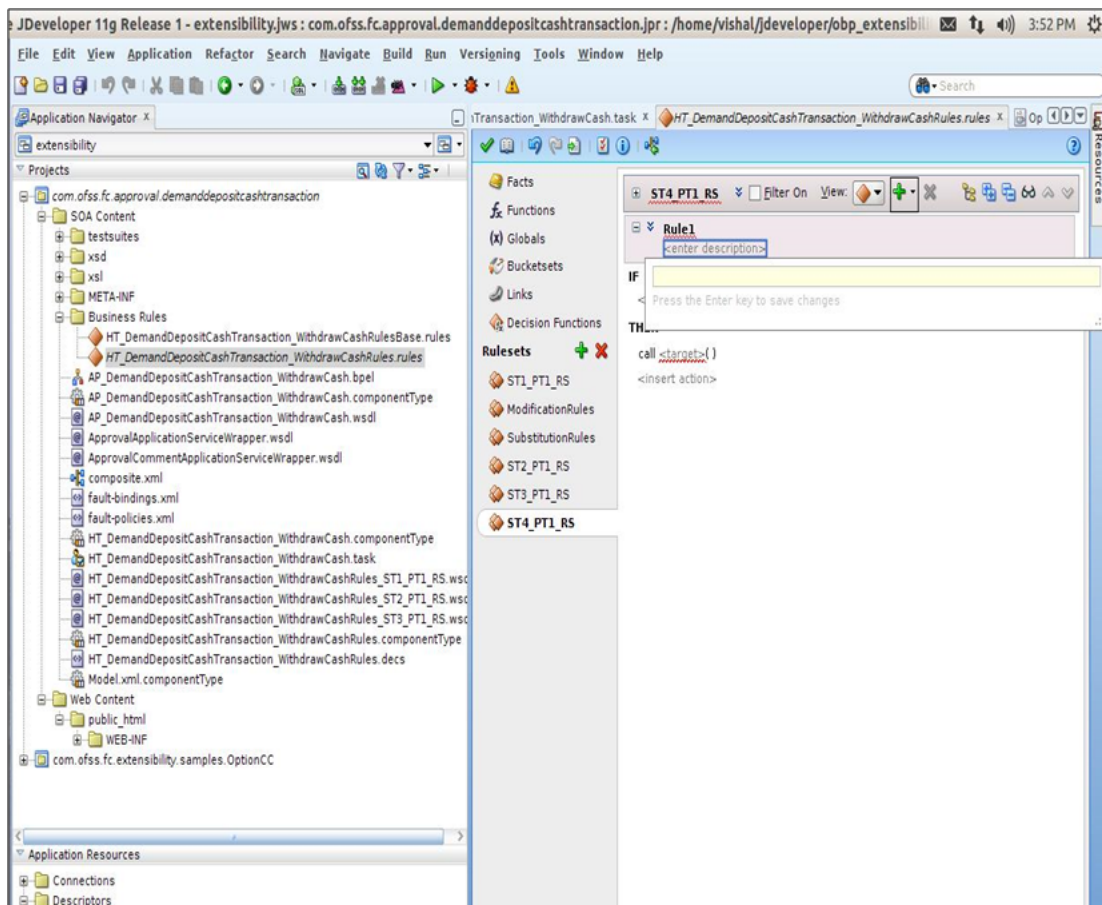 e JDeveloper 11g Release 1 - extensibility.jws : com.ofss.fc.approval.demanddepositcashtransaction.jpr : /home/vishal/jdeveloper/obp_extensibili 3:52 PM
File Edit View Application Refactor Search Navigate Build Run Versioning Tools Window Help
Search
Application Navigator
iTransaction_WithdrawCash.task
HT_DemandDepositCashTransaction_WithdrawCashRules.rules
Op
Resources
extensibility
Projects
com.ofss.fc.approval.demanddepositcashtransaction
SOA Content
testsuites
xsd
xsl
META-INF
Business Rules
HT_DemandDepositCashTransaction_WithdrawCashRulesBase.rules
HT_DemandDepositCashTransaction_WithdrawCashRules.rules
AP_DemandDepositCashTransaction_WithdrawCash.bpel
AP_DemandDepositCashTransaction_WithdrawCash.componentType
AP_DemandDepositCashTransaction_WithdrawCash.wsdl
ApprovalApplicationServiceWrapper.wsdl
ApprovalCommentApplicationServiceWrapper.wsdl
composite.xml
fault-bindings.xml
fault-policies.xml
HT_DemandDepositCashTransaction_WithdrawCash.componentType
HT_DemandDepositCashTransaction_WithdrawCash.task
HT_DemandDepositCashTransaction_WithdrawCashRules_ST1_PT1_RS.wsd
HT_DemandDepositCashTransaction_WithdrawCashRules_ST2_PT1_RS.wsd
HT_DemandDepositCashTransaction_WithdrawCashRules_ST3_PT1_RS.wsd
HT_DemandDepositCashTransaction_WithdrawCashRules.componentType
HT_DemandDepositCashTransaction_WithdrawCashRules.decs
Model.xml.componentType
Web Content
public_html
WEB-INF
com.ofss.fc.extensibility.samples.OptionCC
Application Resources
Connections
Descriptors
Facts
Functions
Globals
Bucketsets
Links
Decision Functions
Rulesets
ST1_PT1_RS
ModificationRules
SubstitutionRules
ST2_PT1_RS
ST3_PT1_RS
ST4_PT1_RS
ST4_PT1_RS Filter On View:
Rule1
<enter description>
IF
Press the Enter key to save changes
THEN
call <target>( )
<insert action>